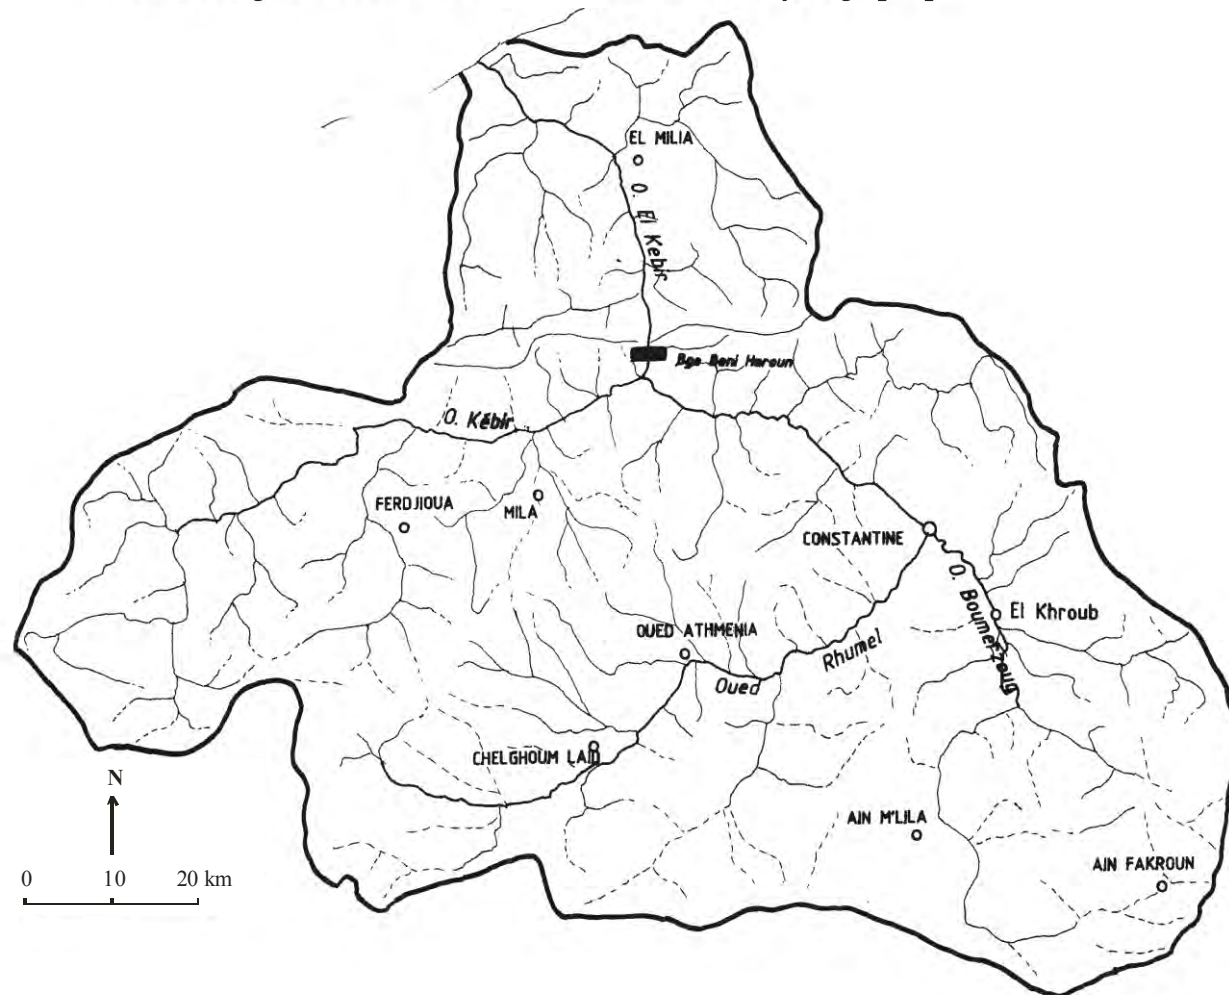 EL MILIA
O. El Kebir
Bge Beni Haroun
O. Kébir
FERDJIOUA
MILA
CONSTANTINE
O. Boumerzoug
El Khroub
OUED ATHMENIA
Rhumel
Oued
CHELGHOUM LAID
N
AIN M'LILA
AIN FAKROUN
0 10 20 km